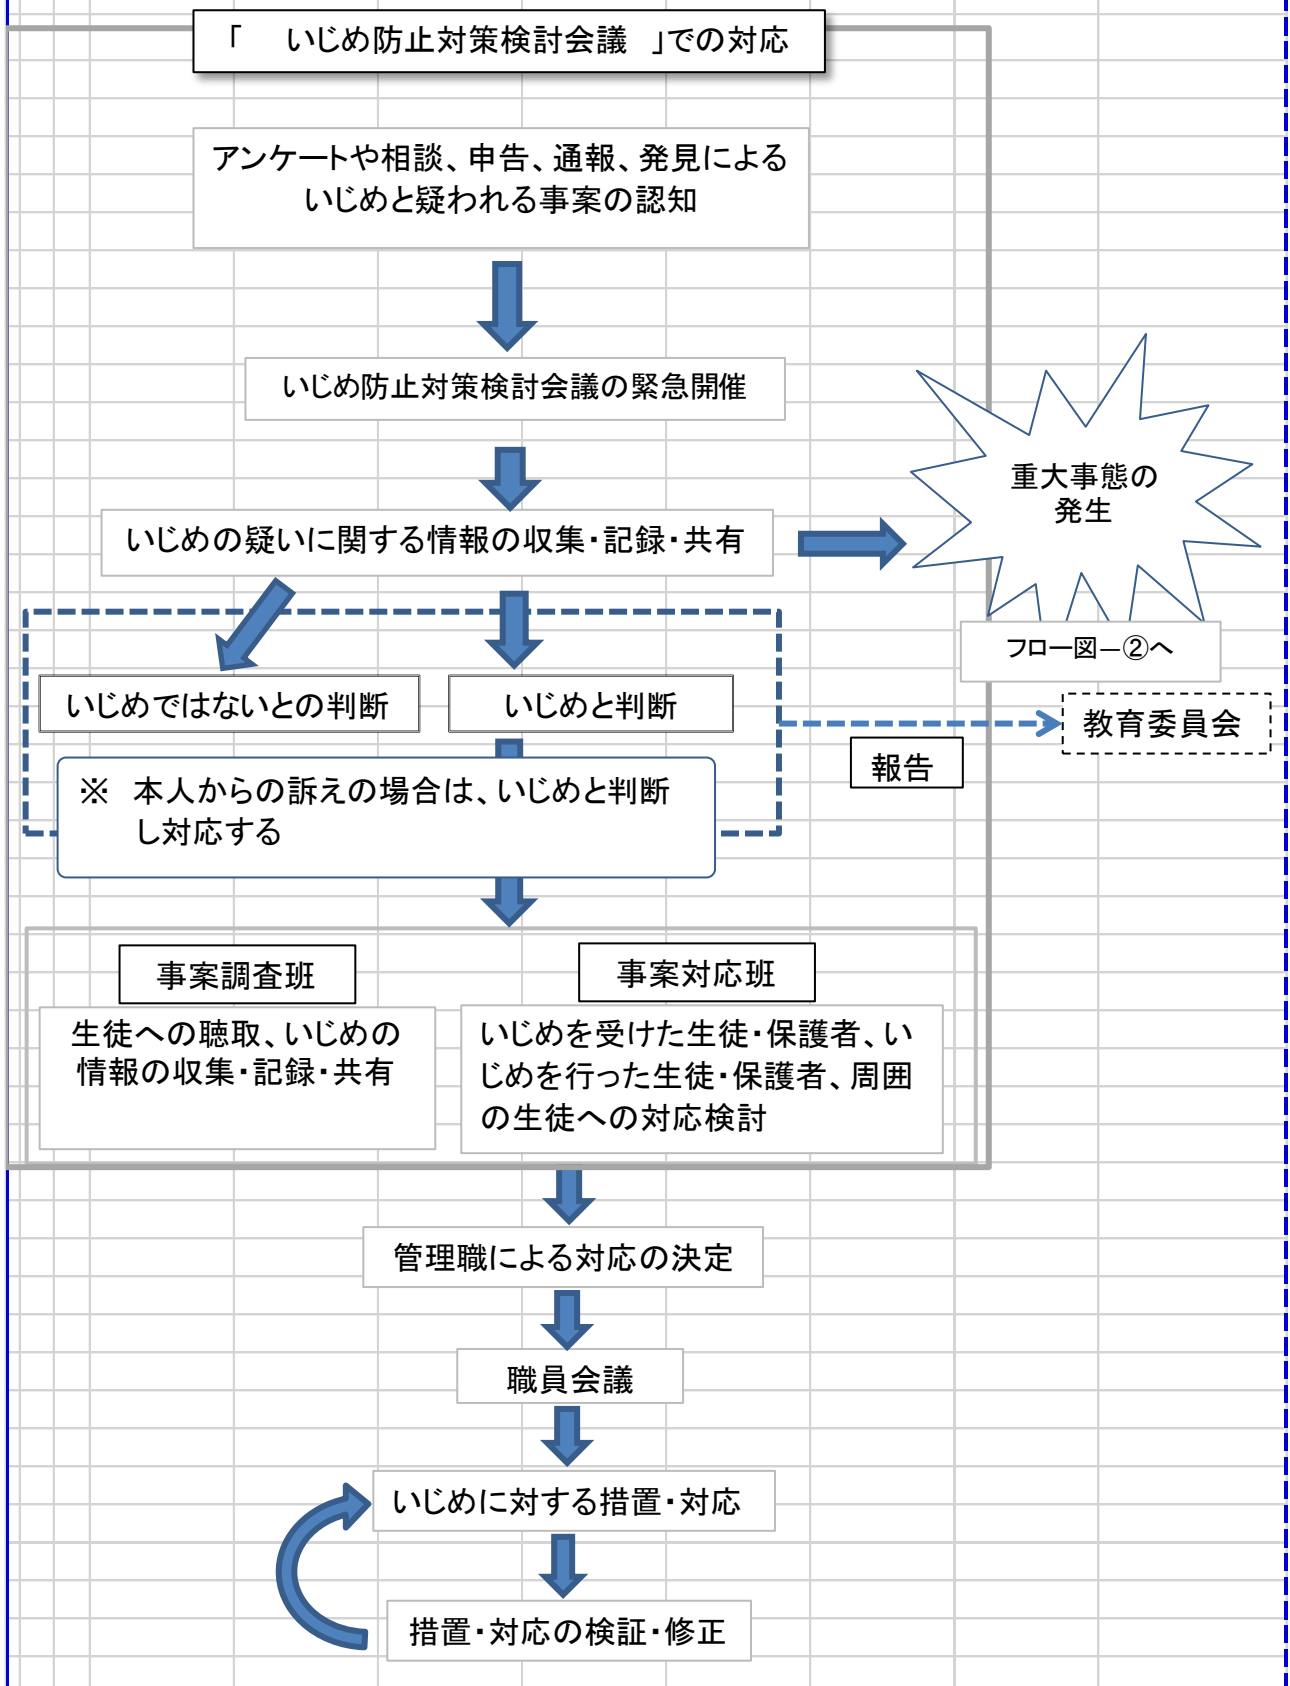 「　いじめ防止対策検討会議　」での対応
アンケートや相談、申告、通報、発見による
いじめと疑われる事案の認知
いじめ防止対策検討会議の緊急開催
重大事態の
発生
いじめの疑いに関する情報の収集・記録・共有
フロー図―②へ
いじめではないとの判断
いじめと判断
教育委員会
報告
※　本人からの訴えの場合は、いじめと判断
し対応する
事案調査班
生徒への聴取、いじめの
情報の収集・記録・共有
事案対応班
いじめを受けた生徒・保護者、い
じめを行った生徒・保護者、周囲
の生徒への対応検討
管理職による対応の決定
職員会議
いじめに対する措置・対応
措置・対応の検証・修正